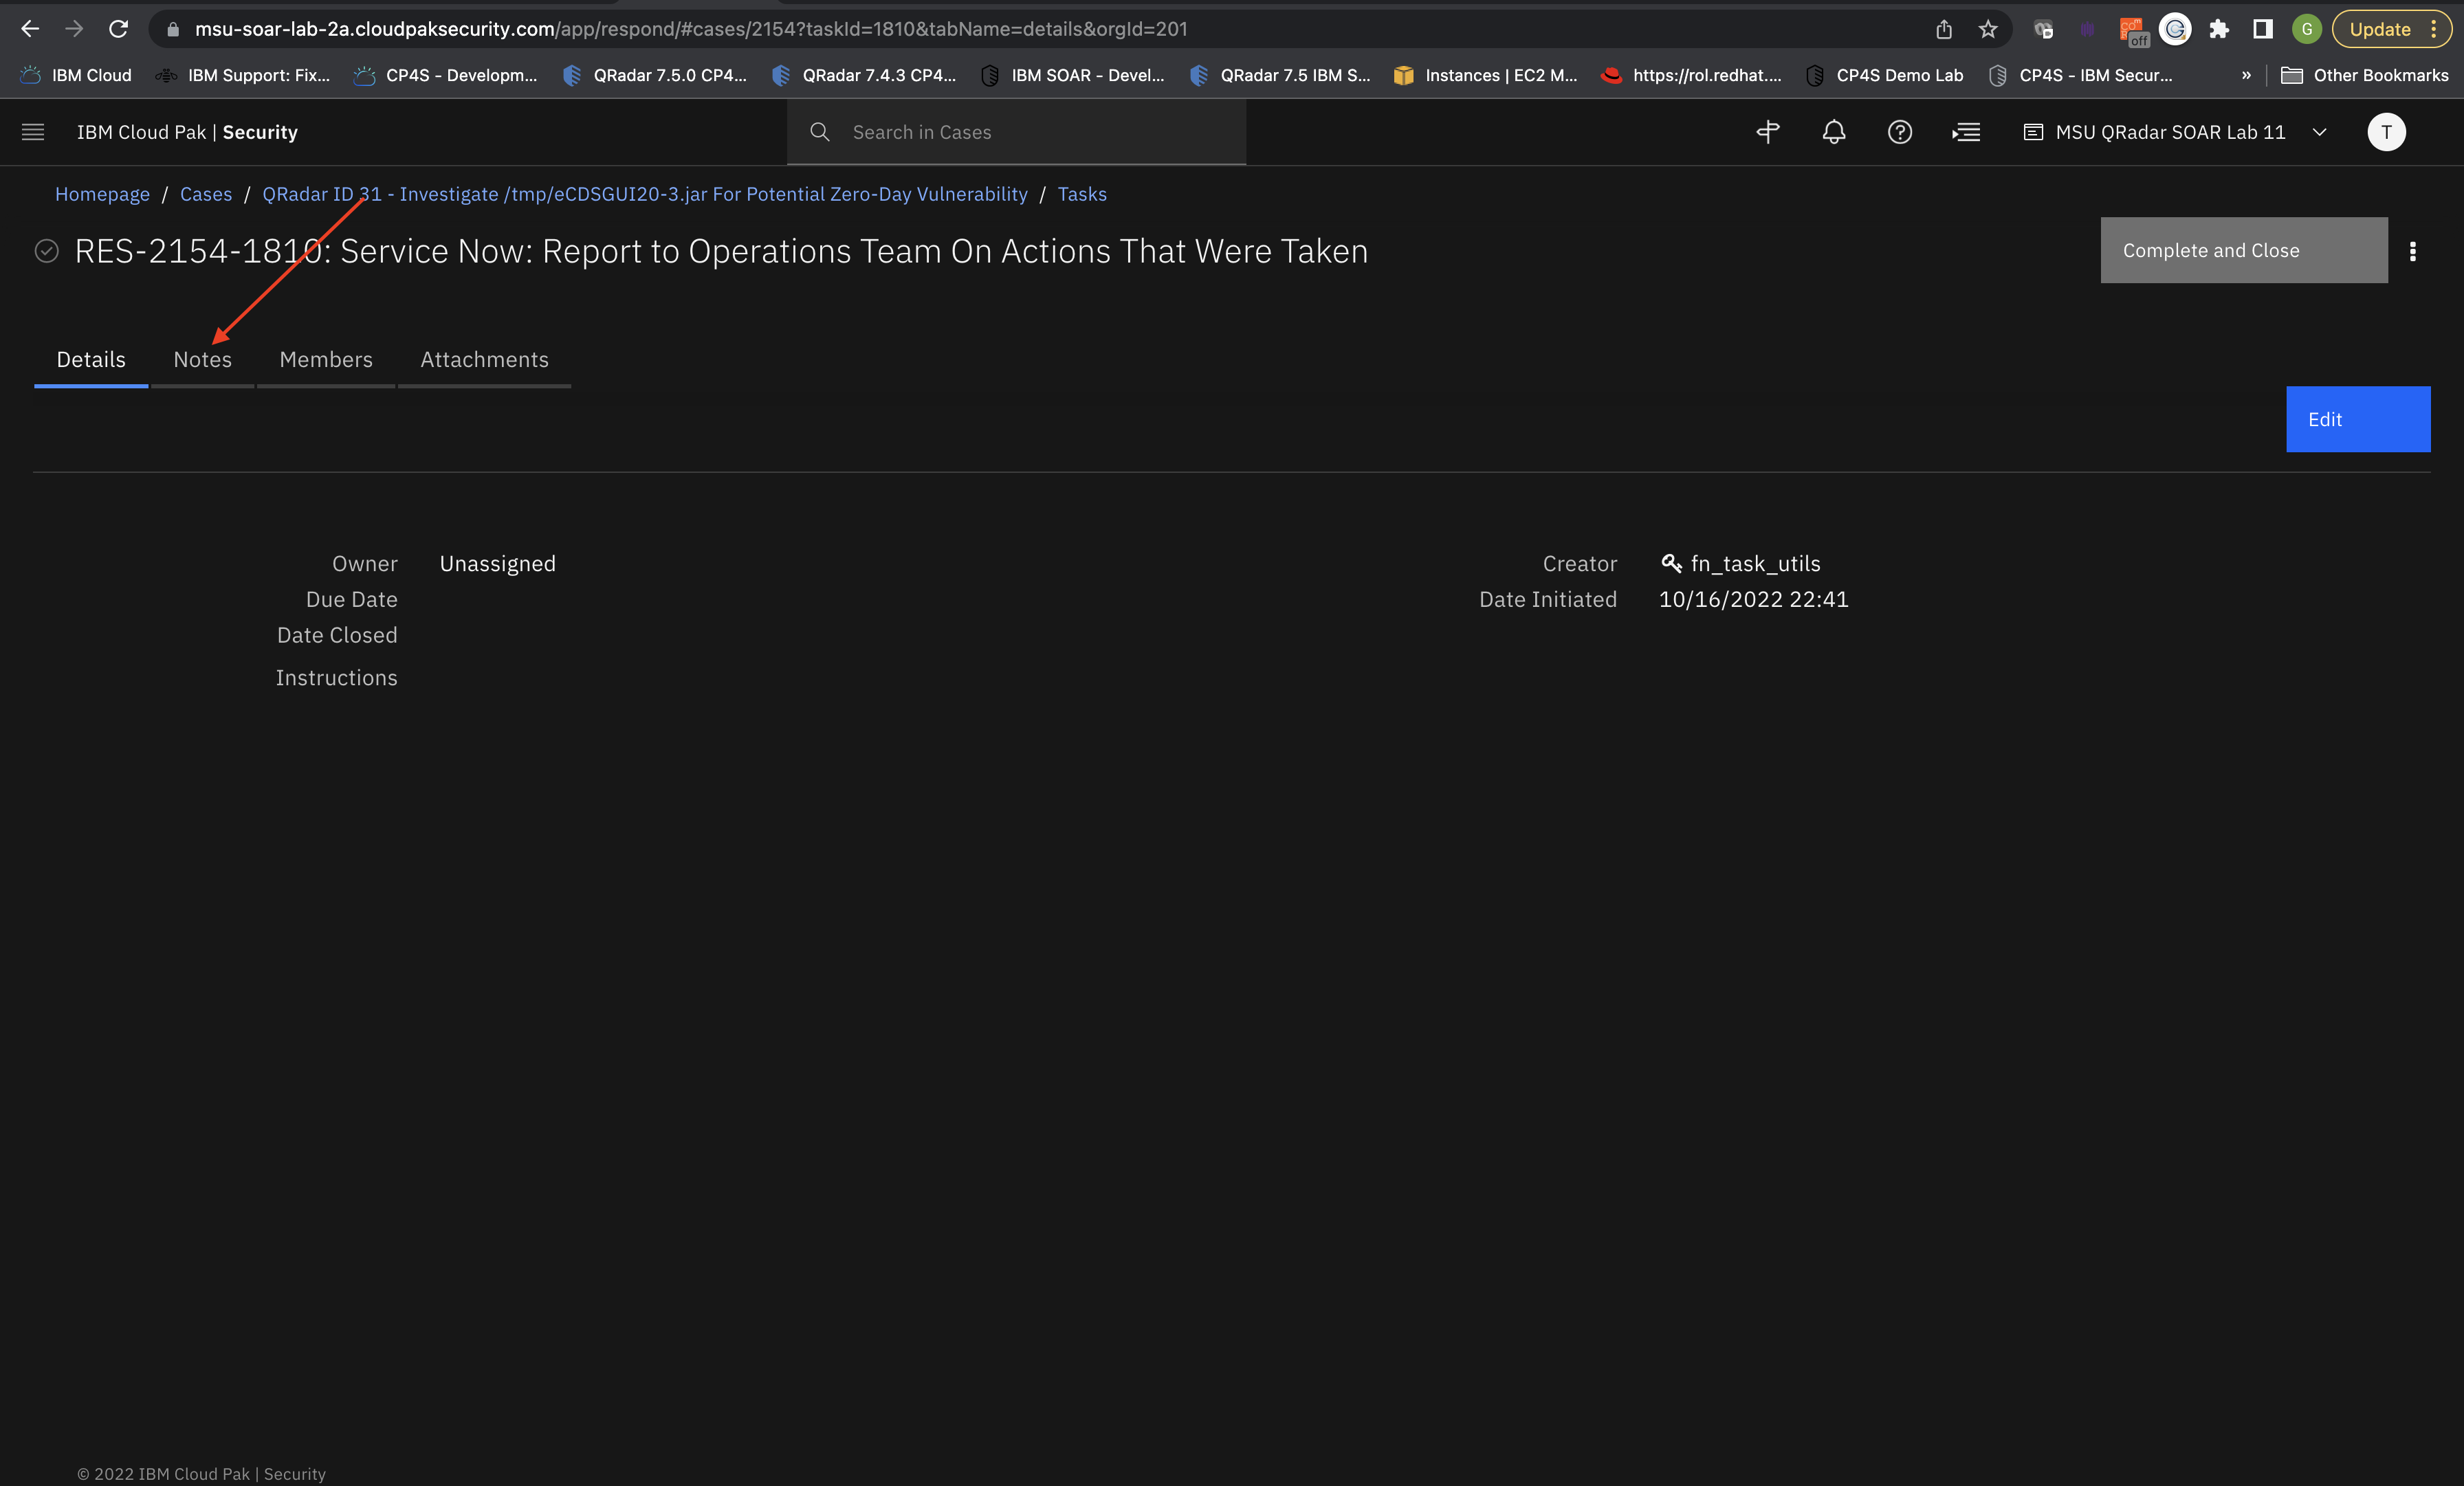 msu-soar-lab-2a.cloudpaksecurity.com/app/respond/#cases/2154?taskId=1810&tabName=details&orgId=201
off
G
Update
IBM Cloud
IBM Support: Fix...
CP4S - Developm...
QRadar 7.5.0 CP4...
QRadar 7.4.3 CP4...
IBM SOAR - Devel...
QRadar 7.5 IBM S...
Instances | EC2 M...
https://rol.redhat....
CP4S Demo Lab
CP4S - IBM Secur...
»
Other Bookmarks
IBM Cloud Pak | Security
Search in Cases
MSU QRadar SOAR Lab 11
T
Homepage / Cases / QRadar ID 31 - Investigate /tmp/eCDSGUI20-3.jar For Potential Zero-Day Vulnerability / Tasks
RES-2154-1810: Service Now: Report to Operations Team On Actions That Were Taken
Complete and Close
Details
Notes
Members
Attachments
Edit
Owner Unassigned
Due Date
Date Closed
Instructions
Creator fn_task_utils
Date Initiated 10/16/2022 22:41
© 2022 IBM Cloud Pak | Security